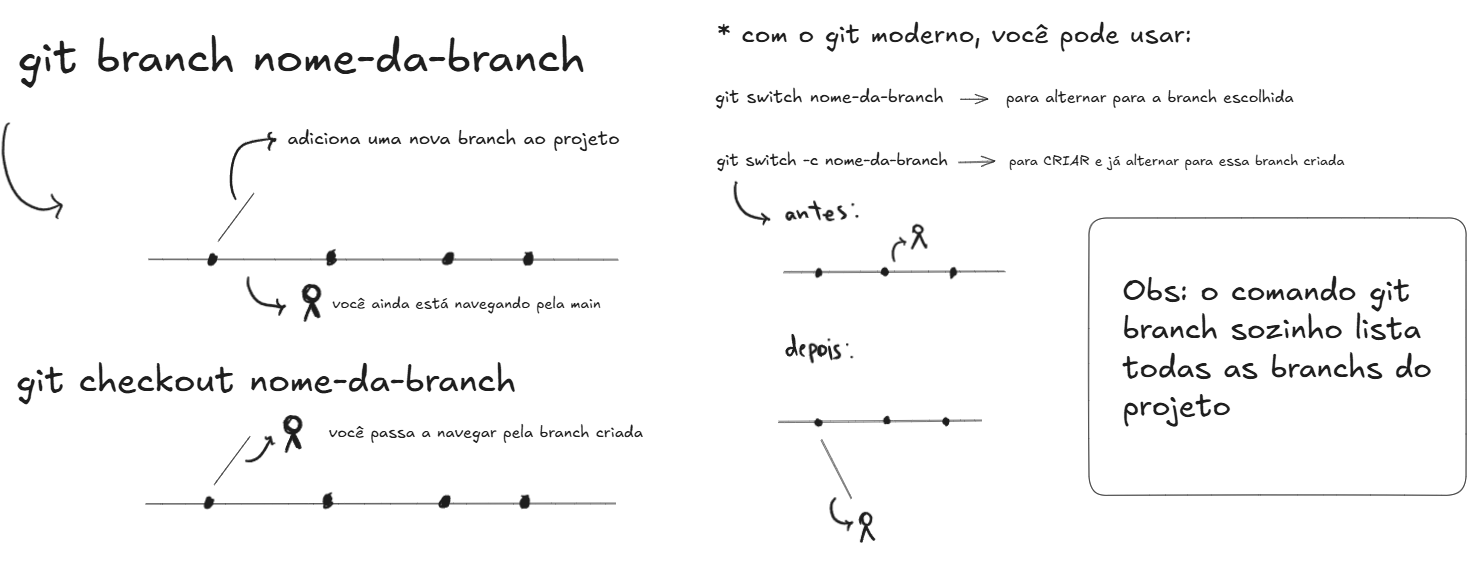 git branch nome-da-branch
adiciona uma nova branch ao projeto
você ainda está navegando pela main
git checkout nome-da-branch
você passa a navegar pela branch criada
* com o git moderno, você pode usar:
git switch nome-da-branch
para alternar para a branch escolhida
git switch -c nome-da-branch
para CRIAR e já alternar para essa branch criada
antes:
depois:
Obs: o comando git
branch sozinho lista
todas as branchs do
projeto